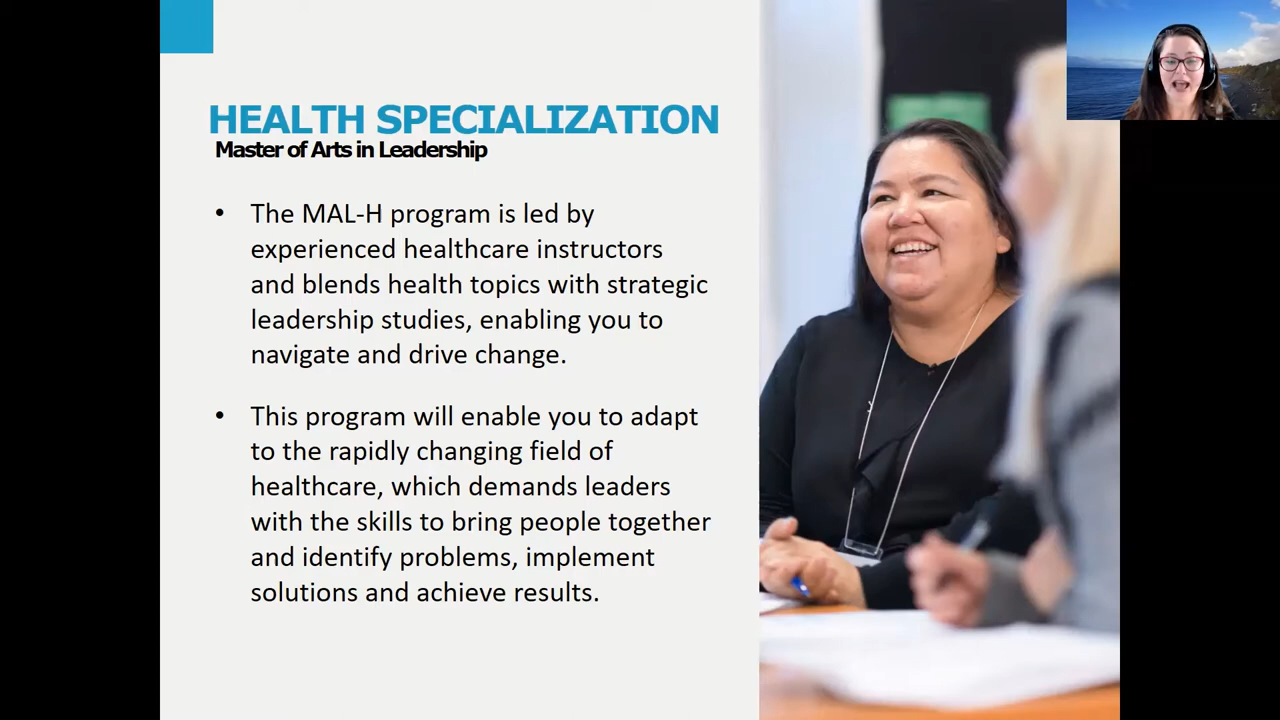 HEALTH SPECIALIZATION
Master of Arts in Leadership
• The MAL-H program is led by
experienced healthcare instructors
and blends health topics with strategic
leadership studies, enabling you to
navigate and drive change.
• This program will enable you to adapt
to the rapidly changing field of
healthcare, which demands leaders
with the skills to bring people together
and identify problems, implement
solutions and achieve results.